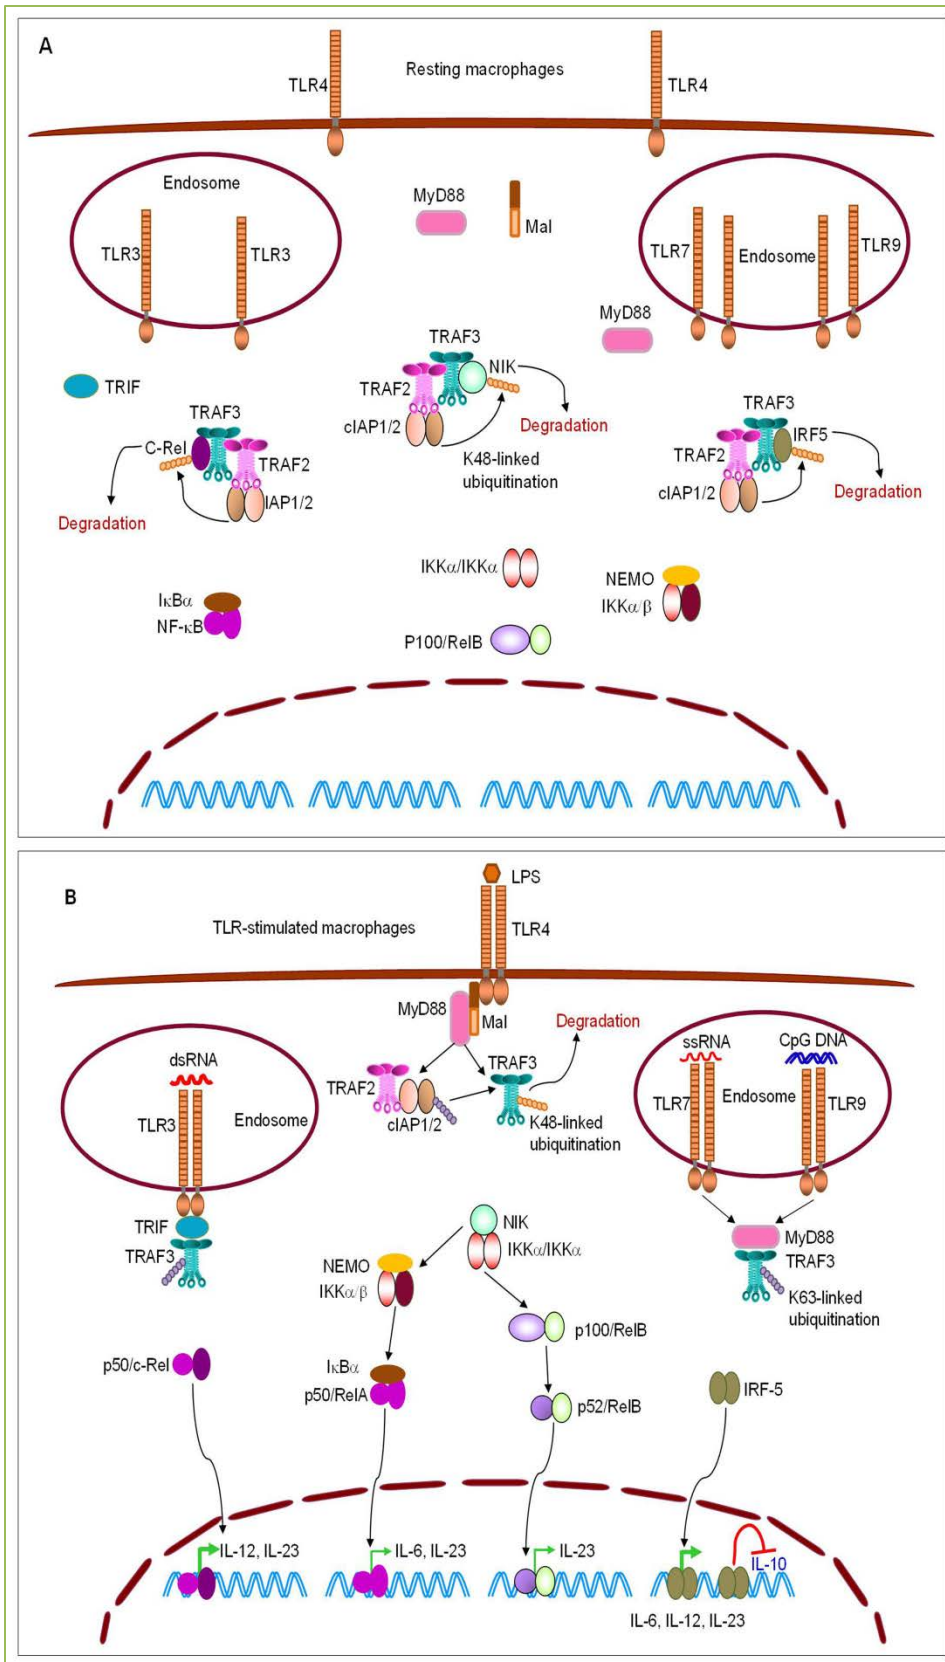 A
Resting macrophages
TLR4
TLR4
Endosome
TLR3
TLR3
MyD88
Mal
TLR7
Endosome
TLR9
MyD88
TRIF
TRAF3
C-Rel
TRAF2
IAP1/2
Degradation
TRAF3
NIK
TRAF2
cIAP1/2
Degradation
K48-linked
ubiquitination
TRAF3
IRF5
TRAF2
cIAP1/2
Degradation
IKKα/IKKα
NEMO
IKKα/β
IκBα
NF-κB
P100/RelB
B
LPS
TLR-stimulated macrophages
TLR4
MyD88
Mal
Degradation
TRAF3
TRAF2
cIAP1/2
K48-linked
ubiquitination
dsRNA
TLR3
Endosome
TRIF
TRAF3
ssRNA
CpG DNA
TLR7
Endosome
TLR9
MyD88
TRAF3
K63-linked
ubiquitination
NIK
IKKα/IKKα
NEMO
IKKα/β
p100/RelB
p50/c-Rel
IκBα
p50/RelA
p52/RelB
IRF-5
IL-12, IL-23
IL-6, IL-23
IL-23
IL-10
IL-6, IL-12, IL-23